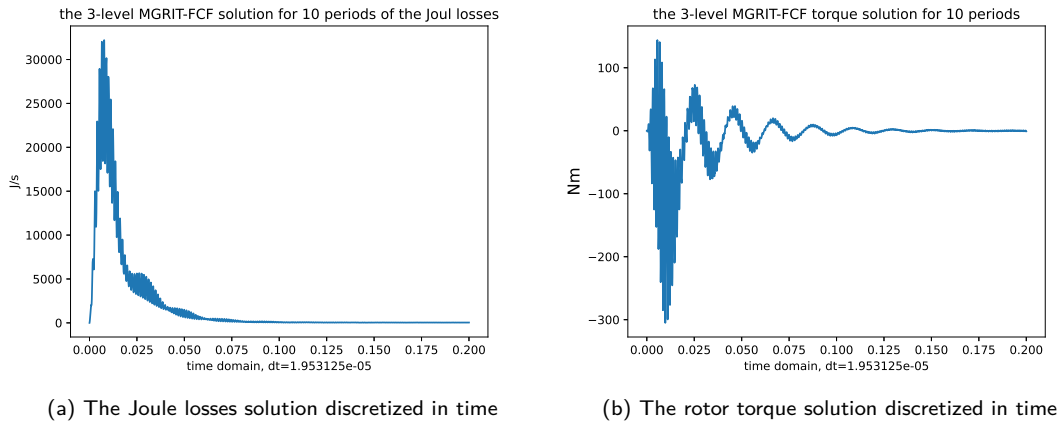 the 3-level MGRIT-FCF solution for 10 periods of the Joul losses
30000
25000
20000
15000
10000
5000
0
J/s
0.000 0.025 0.050 0.075 0.100 0.125 0.150 0.175 0.200
time domain, dt=1.953125e-05
(a) The Joule losses solution discretized in time
the 3-level MGRIT-FCF torque solution for 10 periods
100
0
−100
−200
−300
Nm
0.000 0.025 0.050 0.075 0.100 0.125 0.150 0.175 0.200
time domain, dt=1.953125e-05
(b) The rotor torque solution discretized in time